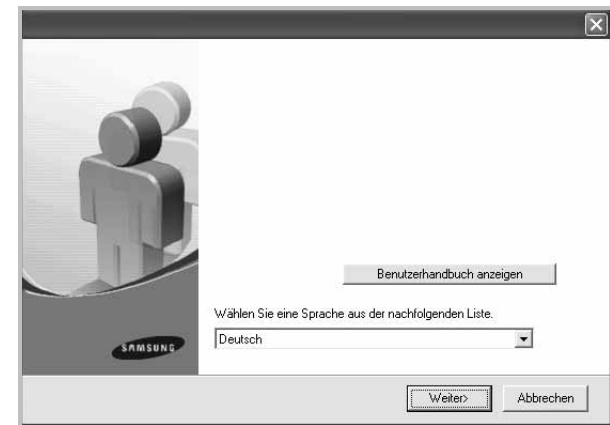 Benutzerhandbuch anzeigen
Wählen Sie eine Sprache aus der nachfolgenden Liste.
Deutsch
SAMSUNG
Weiter>
Abbrechen